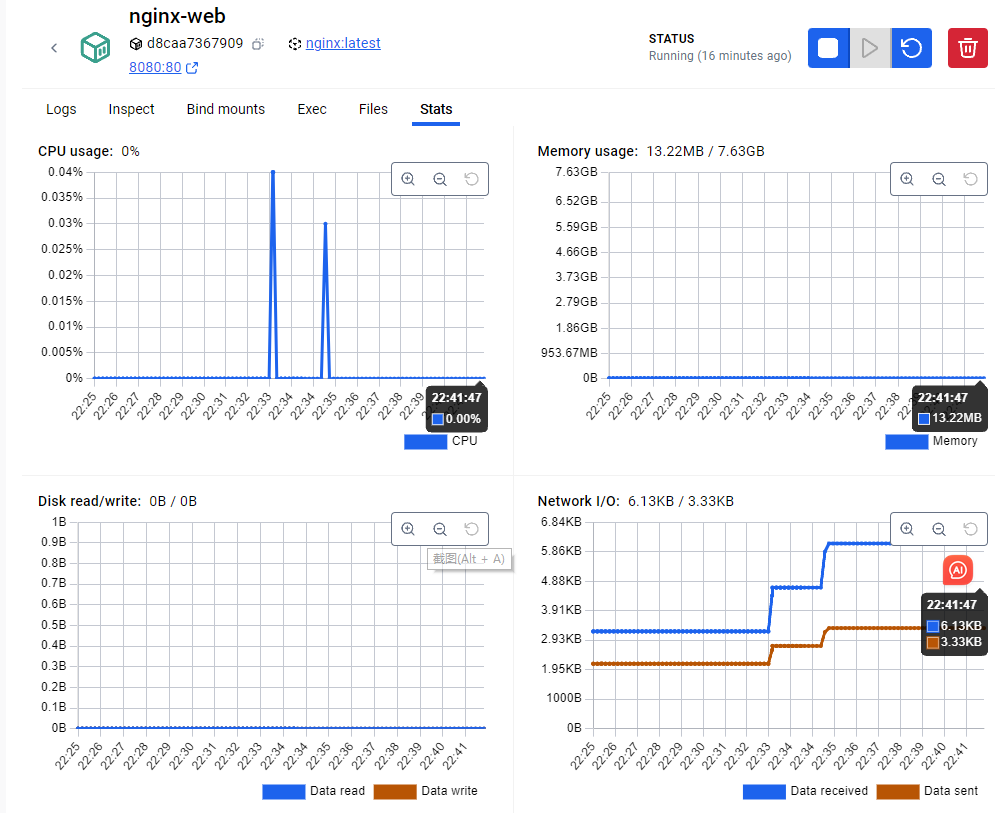 nginx-web
d8caa7367909 nginx:latest
8080:80
STATUS
Running (16 minutes ago)
Logs Inspect Bind mounts Exec Files Stats
CPU usage: 0%
0.04%
0.035%
0.03%
0.025%
0.02%
0.015%
0.01%
0.005%
0%
22:25 22:26 22:27 22:28 22:29 22:30 22:31 22:32 22:33 22:34 22:34 22:35 22:36 22:37 22:38 22:39
22:41:47
0.00%
CPU
Memory usage: 13.22MB / 7.63GB
7.63GB
6.52GB
5.59GB
4.66GB
3.73GB
2.79GB
1.86GB
953.67MB
0B
22:25 22:26 22:27 22:28 22:29 22:30 22:31 22:32 22:33 22:34 22:34 22:35 22:36 22:37 22:38
22:41:47
13.22MB
Memory
Disk read/write: 0B / 0B
1B
0.9B
0.8B
0.7B
0.6B
0.5B
0.4B
0.3B
0.2B
0.1B
0B
截图(Alt + A)
22:25 22:26 22:27 22:28 22:29 22:30 22:31 22:32 22:33 22:34 22:34 22:35 22:36 22:37 22:38 22:39 22:40 22:41
Data read Data write
Network I/O: 6.13KB / 3.33KB
6.84KB
5.86KB
4.88KB
3.91KB
2.93KB
1.95KB
1000B
0B
AI
22:41:47
6.13KB
3.33KB
22:25 22:26 22:27 22:28 22:29 22:30 22:31 22:32 22:33 22:34 22:34 22:35 22:36 22:37 22:38 22:39 22:40 22:41
Data received Data sent